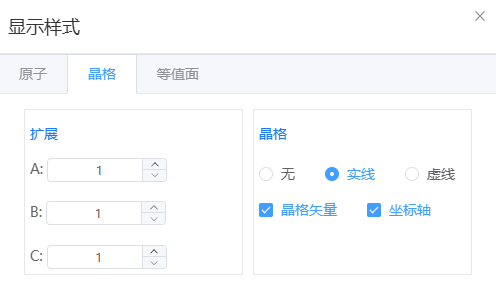 显示样式
原子 晶格 等值面
扩展
A: 1
B: 1
C: 1
晶格
无 实线 虚线
晶格矢量 坐标轴